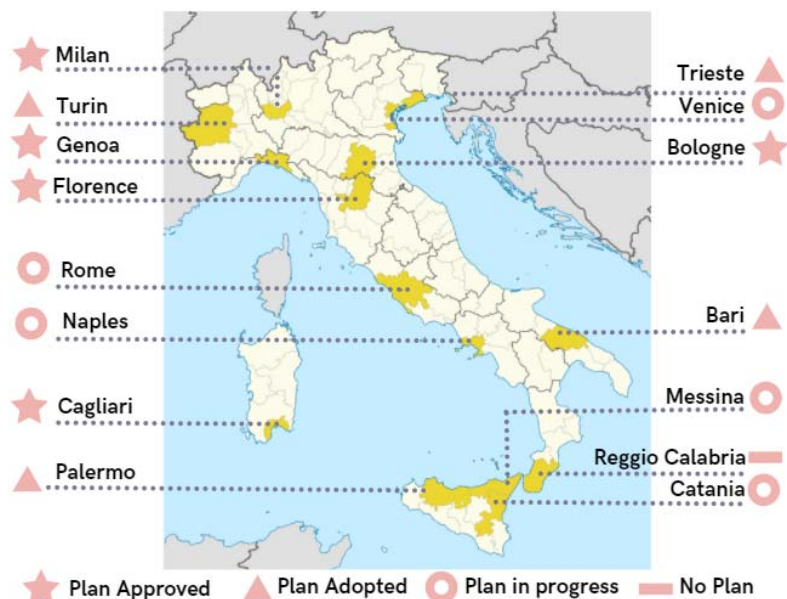 Milan
Turin
Genoa
Florence
Rome
Naples
Cagliari
Palermo
Trieste
Venice
Bologne
Bari
Messina
Reggio Calabria
Catania
Plan Approved Plan Adopted Plan in progress No Plan